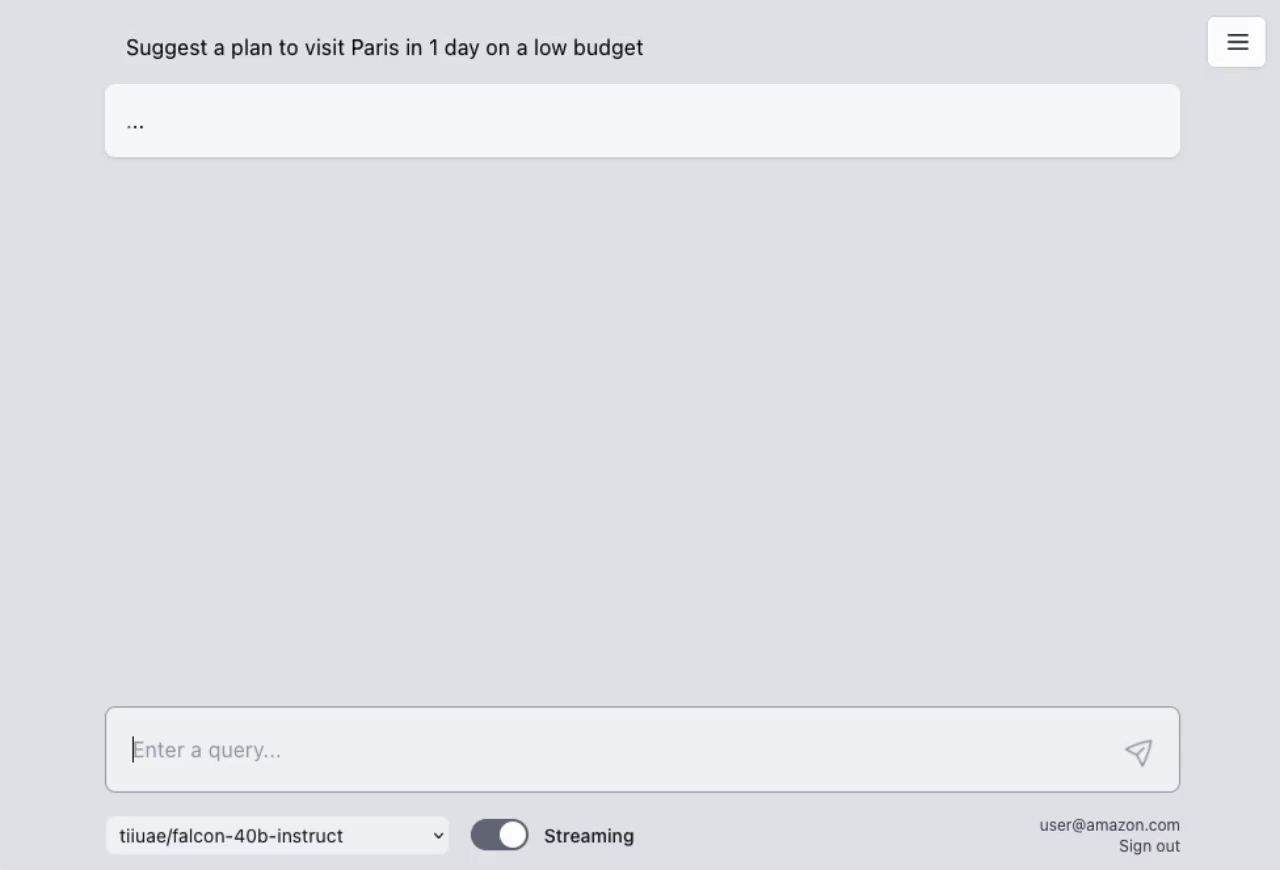 Suggest a plan to visit Paris in 1 day on a low budget
...
Enter a query...
tiiuae/falcon-40b-instruct
Streaming
user@amazon.com
Sign out